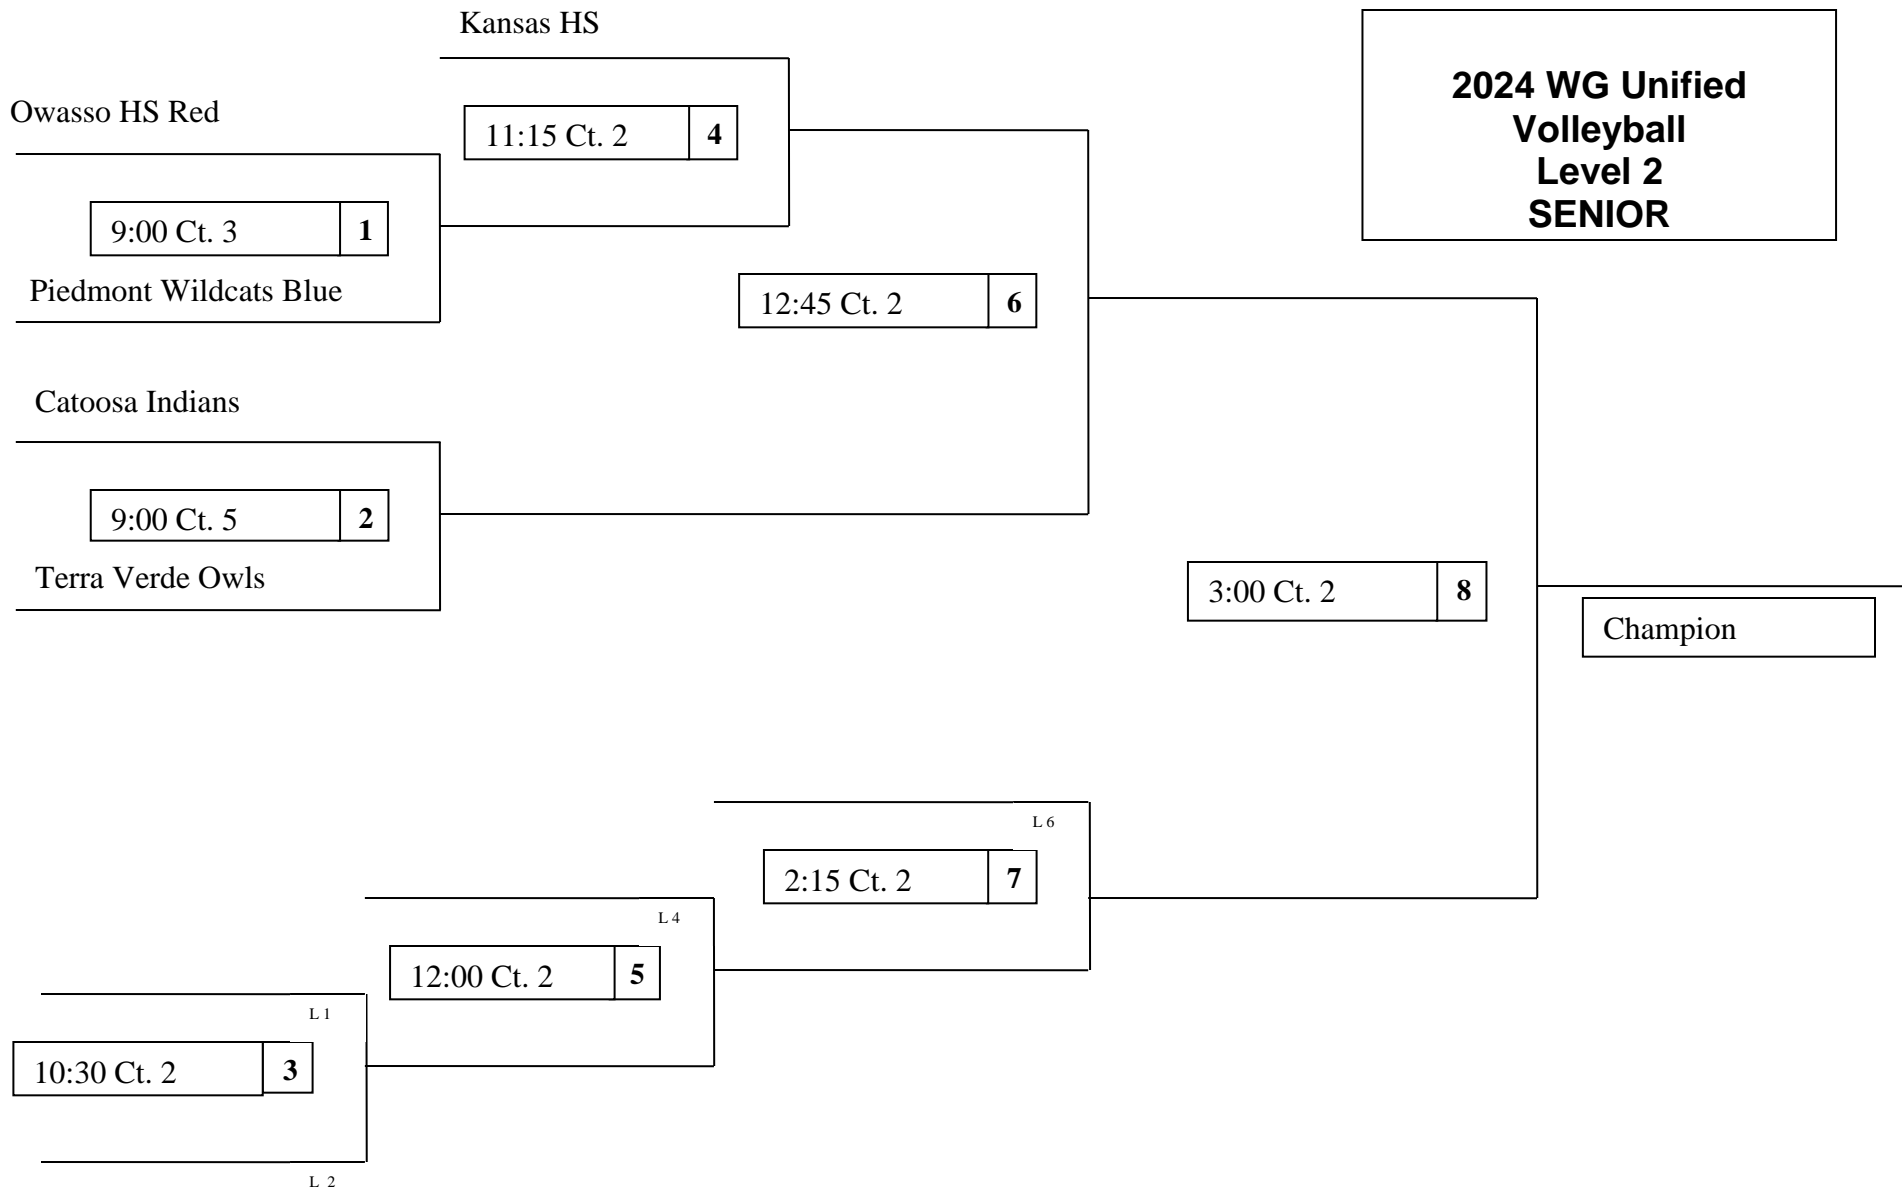 Kansas HS
2024 WG Unified
Volleyball
Level 2
SENIOR
Owasso HS Red
11:15 Ct. 2 4
9:00 Ct. 3 1
Piedmont Wildcats Blue
12:45 Ct. 2 6
Catoosa Indians
9:00 Ct. 5 2
Terra Verde Owls
3:00 Ct. 2 8
Champion
L 6
2:15 Ct. 2 7
L 4
12:00 Ct. 2 5
L 1
10:30 Ct. 2 3
L 2